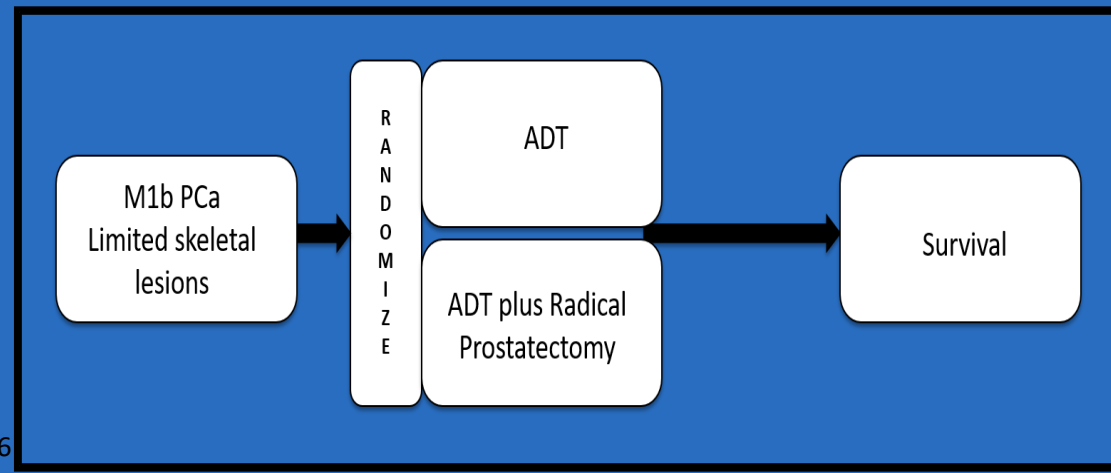 M1b PCa
Limited skeletal
lesions
R
A
N
D
O
M
I
Z
E
ADT
ADT plus Radical
Prostatectomy
Survival
6